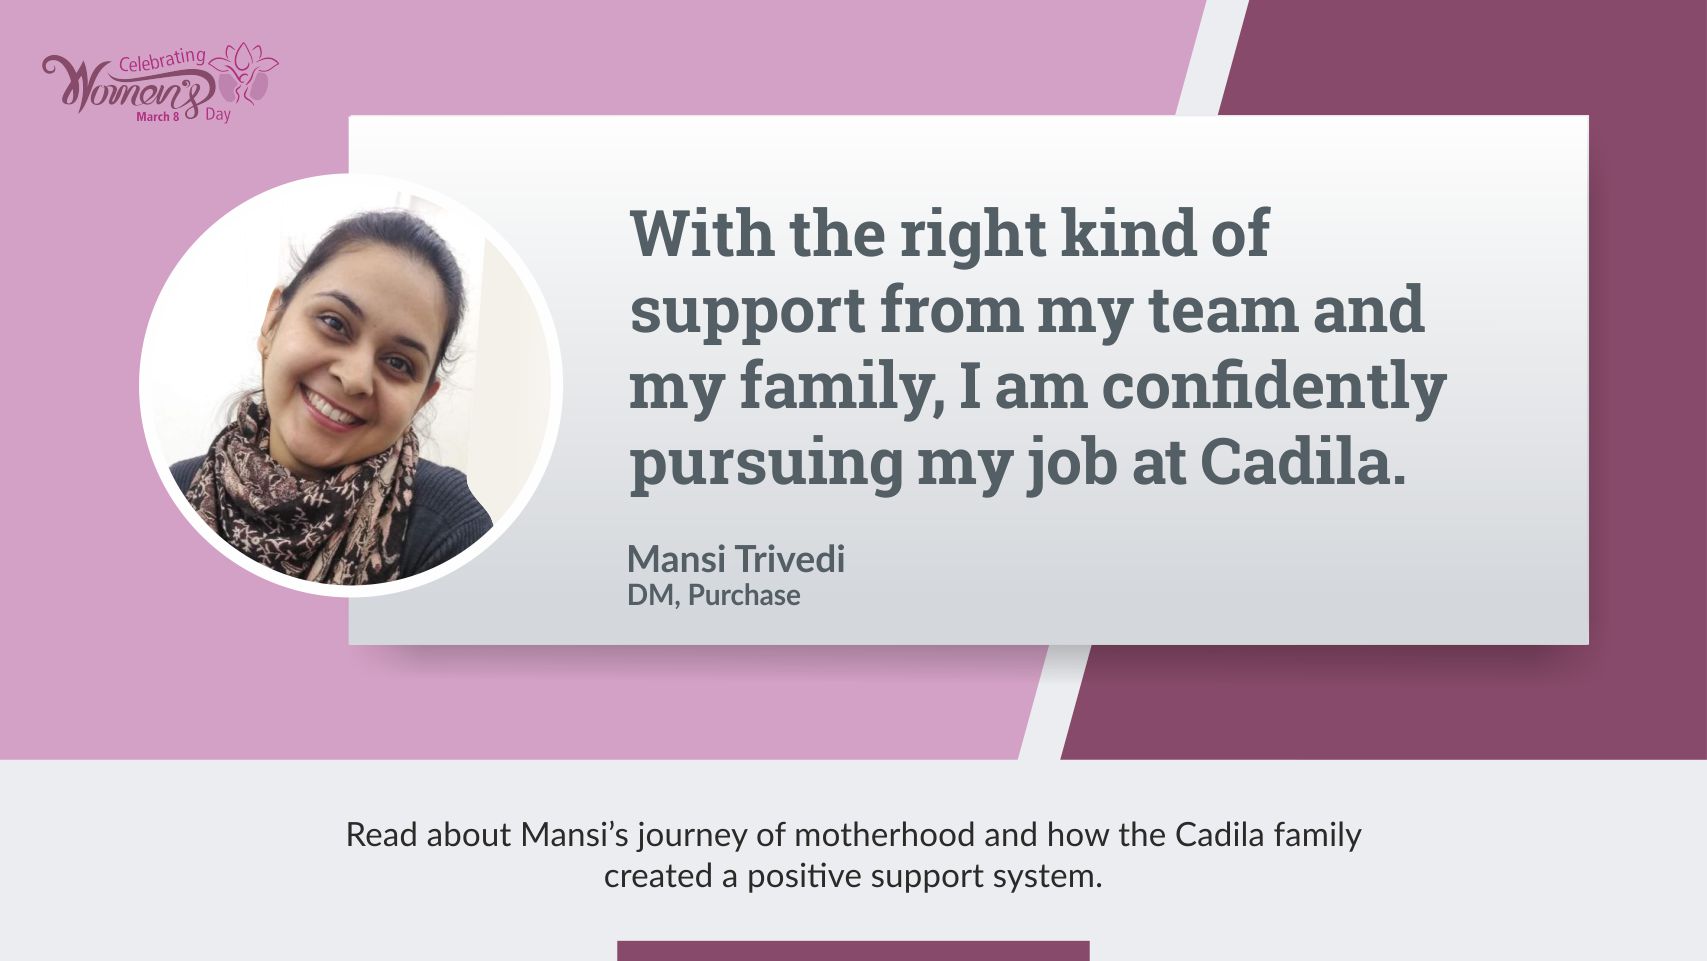 Celebrating
Women's
March 8 Day
With the right kind of
support from my team and
my family, I am confidently
pursuing my job at Cadila.
Mansi Trivedi
DM, Purchase
Read about Mansi’s journey of motherhood and how the Cadila family
created a positive support system.